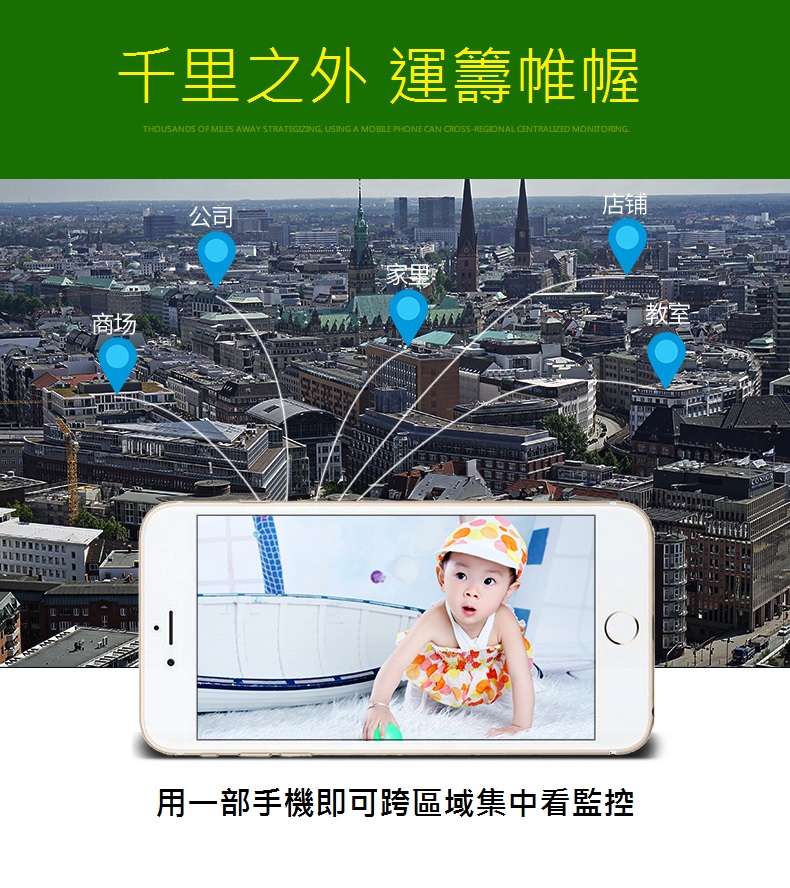 千里之外 運籌帷幄
THOUSANDS OF MILES AWAY STRATEGIZING, USING A MOBILE PHONE CAN CROSS-REGIONAL CENTRALIZED MONITORING.
公司
店铺
家里
商场
教室
用一部手機即可跨區域集中看監控